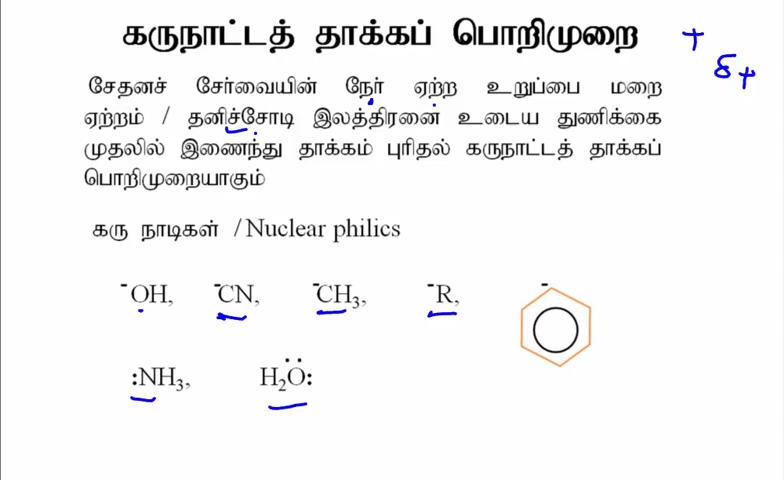 கருநாட்டத் தாக்கப் பொறிமுறை
+
δ+
சேதனச் சேர்வையின் நேர் ஏற்ற உறுப்பை மறை
ஏற்றம் / தனிச்சோடி இலத்திரனை உடைய துணிக்கை
முதலில் இணைந்து தாக்கம் புரிதல் கருநாட்டத் தாக்கப்
பொறிமுறையாகும்
கரு நாடிகள் /Nuclear philics
⁻OH, ⁻CN, ⁻CH₃, ⁻R, -
:NH₃, H₂Ö: